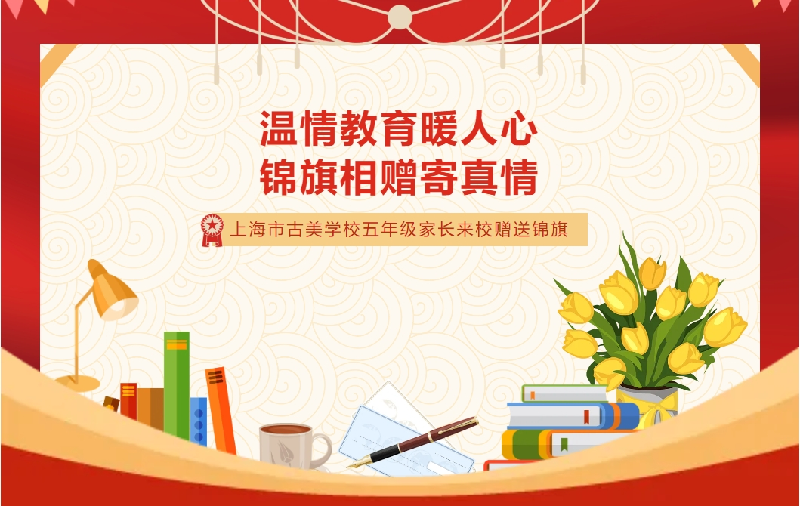 温情教育暖人心
锦旗相赠寄真情
上海市古美学校五年级家长来校赠送锦旗